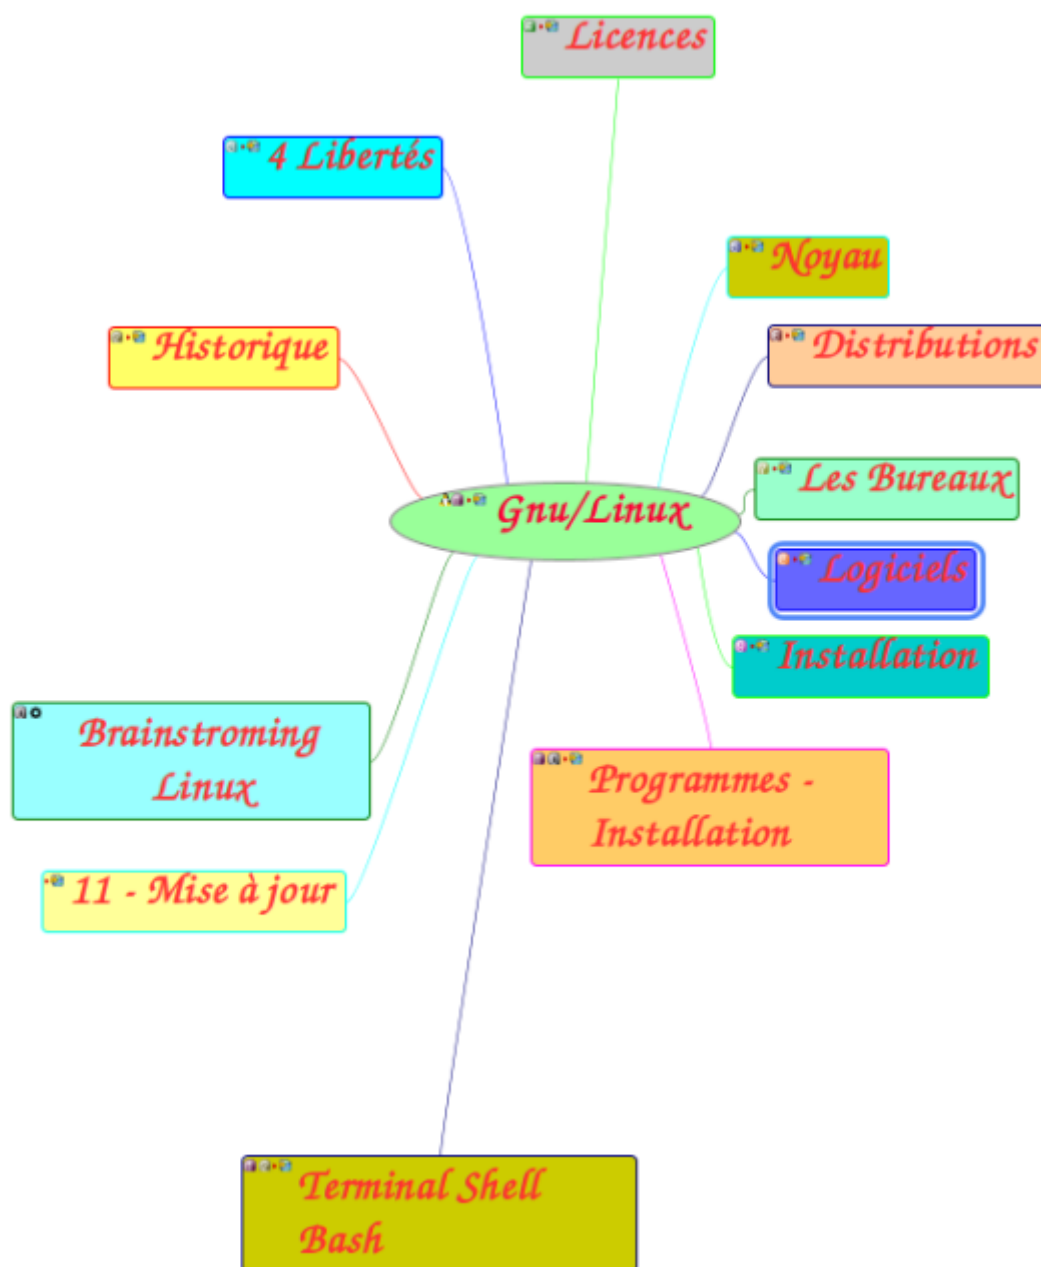 Licences
4 Libertés
Noyau
Historique
Distributions
Les Bureaux
Gnu/Linux
Logiciels
Installation
Brainstroming
Linux
Programmes -
Installation
11 - Mise à jour
Terminal Shell
Bash